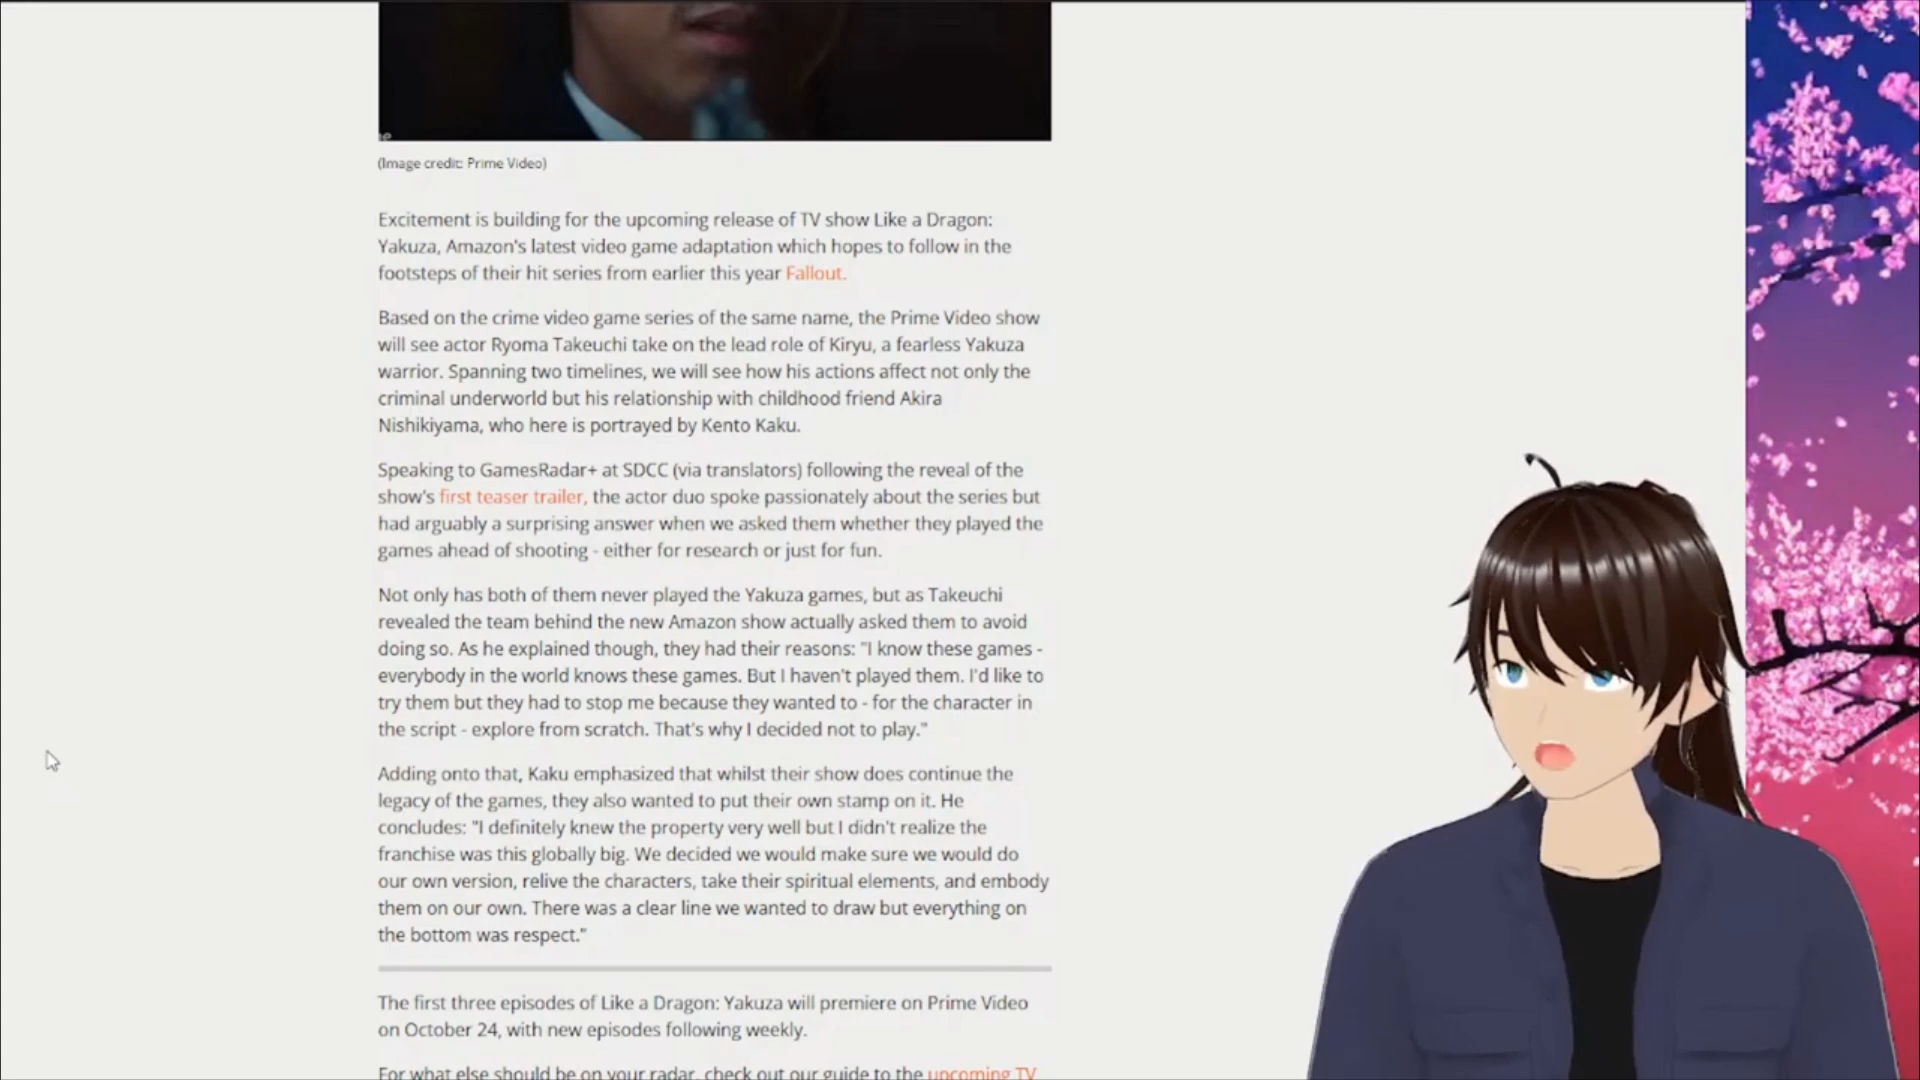 (Image credit: Prime Video)
Excitement is building for the upcoming release of TV show Like a Dragon:
Yakuza, Amazon's latest video game adaptation which hopes to follow in the
footsteps of their hit series from earlier this year Fallout.
Based on the crime video game series of the same name, the Prime Video show
will see actor Ryoma Takeuchi take on the lead role of Kiryu, a fearless Yakuza
warrior. Spanning two timelines, we will see how his actions affect not only the
criminal underworld but his relationship with childhood friend Akira
Nishikiyama, who here is portrayed by Kento Kaku.
Speaking to GamesRadar+ at SDCC (via translators) following the reveal of the
show's first teaser trailer, the actor duo spoke passionately about the series but
had arguably a surprising answer when we asked them whether they played the
games ahead of shooting - either for research or just for fun.
Not only has both of them never played the Yakuza games, but as Takeuchi
revealed the team behind the new Amazon show actually asked them to avoid
doing so. As he explained though, they had their reasons: "I know these games -
everybody in the world knows these games. But I haven't played them. I'd like to
try them but they had to stop me because they wanted to - for the character in
the script - explore from scratch. That's why I decided not to play."
Adding onto that, Kaku emphasized that whilst their show does continue the
legacy of the games, they also wanted to put their own stamp on it. He
concludes: "I definitely knew the property very well but I didn't realize the
franchise was this globally big. We decided we would make sure we would do
our own version, relive the characters, take their spiritual elements, and embody
them on our own. There was a clear line we wanted to draw but everything on
the bottom was respect."
The first three episodes of Like a Dragon: Yakuza will premiere on Prime Video
on October 24, with new episodes following weekly.
For what else should be on your radar, check out our guide to the upcoming TV